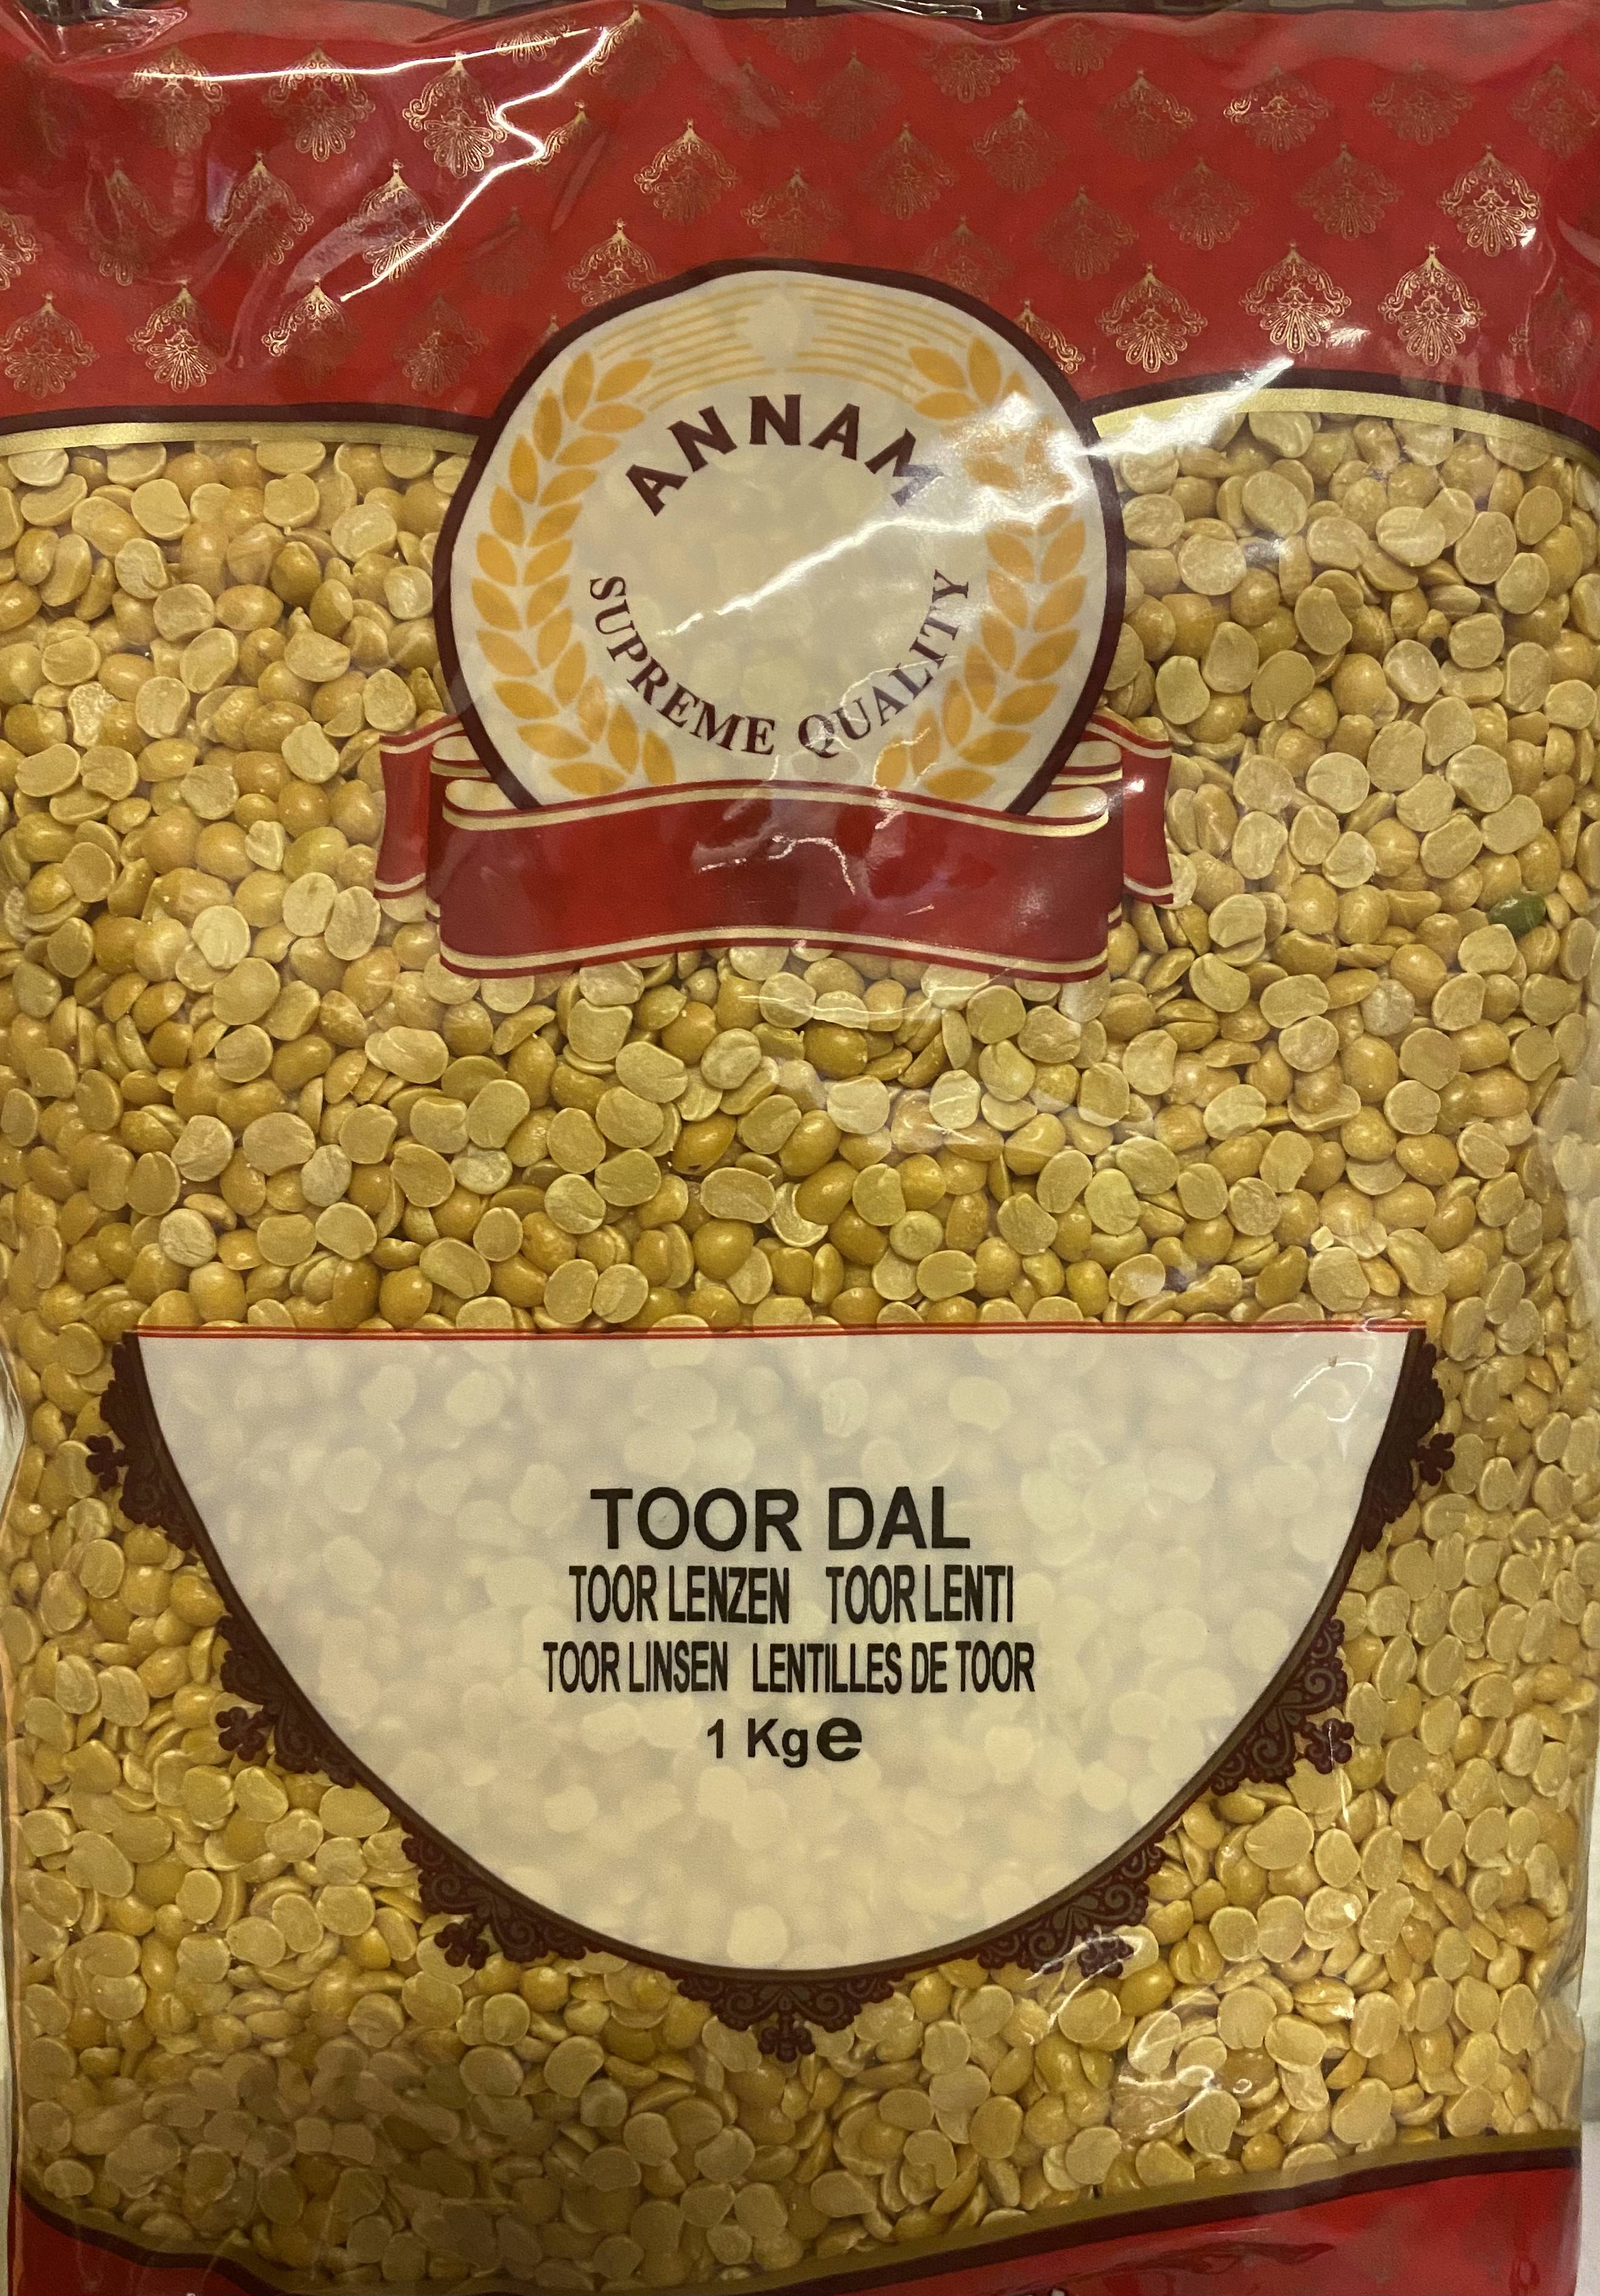 ANNAM
SUPREME QUALITY
TOOR DAL
TOOR LENZEN TOOR LENTI
TOOR LINSEN LENTILLES DE TOOR
1 Kg e